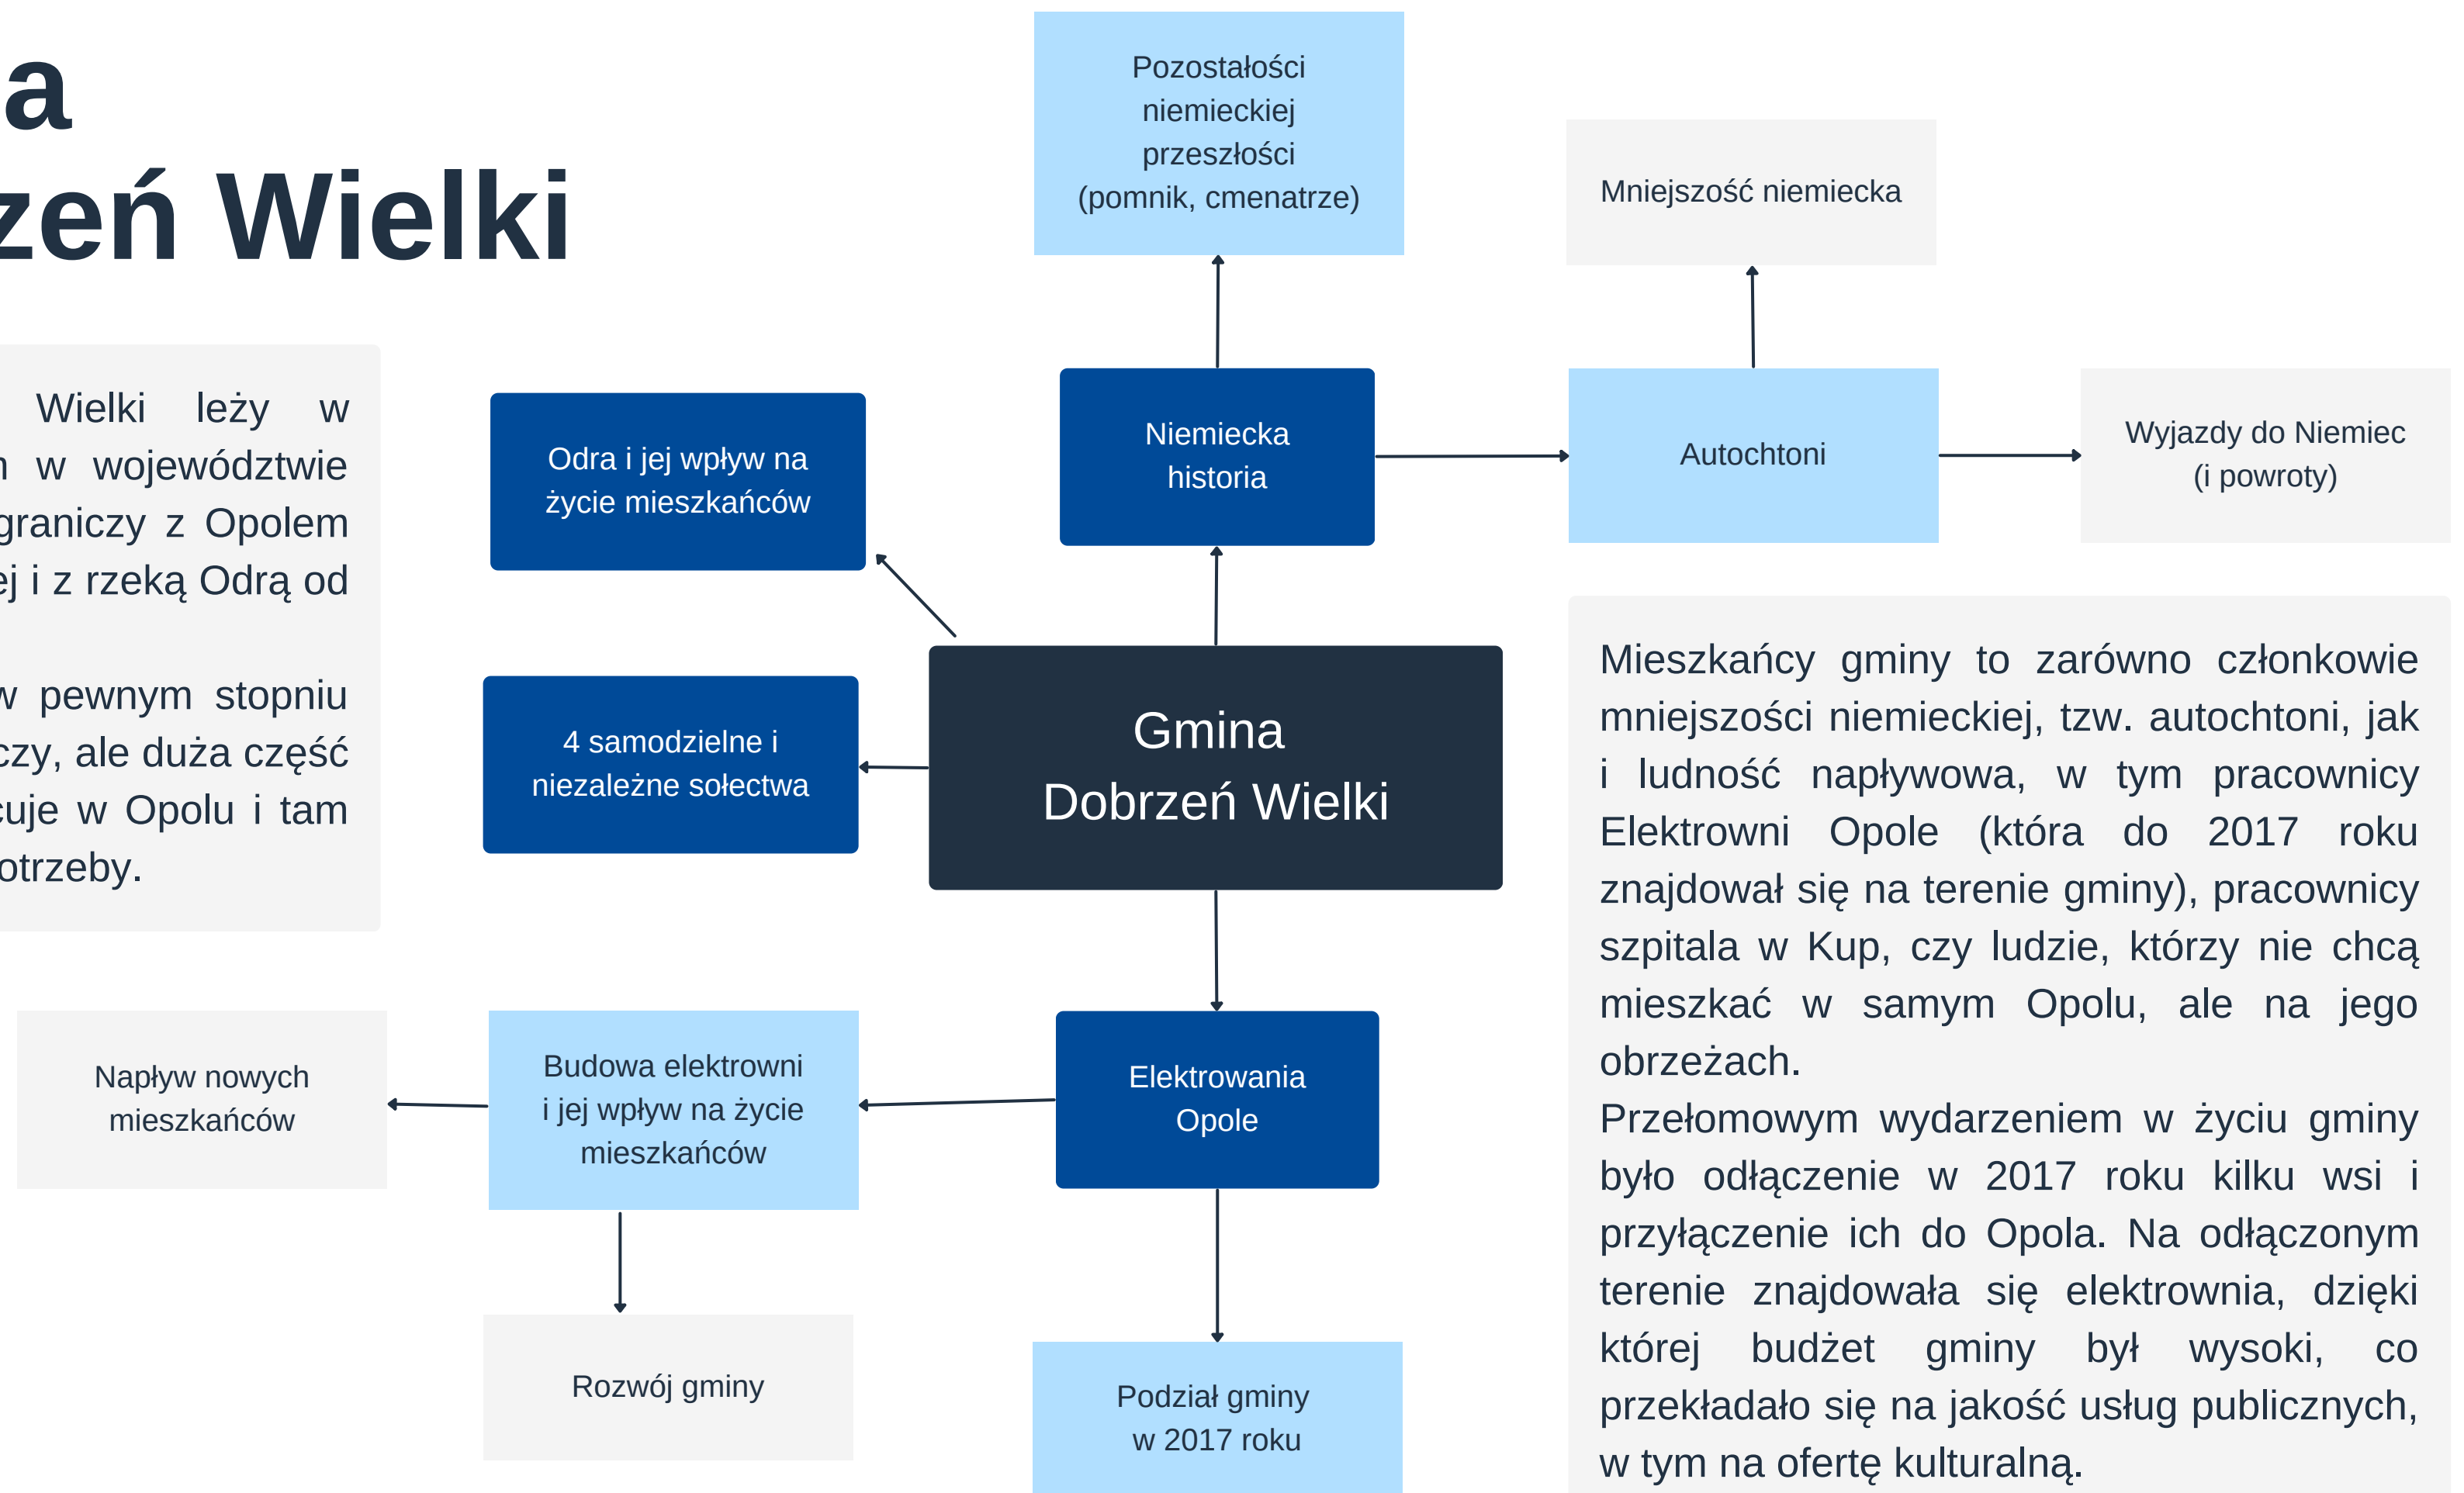 a
zeń Wielki
Wielki leży w
w województwie
graniczy z Opolem
ej i z rzeką Odrą od
w pewnym stopniu
czy, ale duża część
cuje w Opolu i tam
otrzeby.
Pozostałości
niemieckiej
przeszłości
(pomnik, cmenatrze)
Mniejszość niemiecka
Odra i jej wpływ na
życie mieszkańców
Niemiecka
historia
Autochtoni
Wyjazdy do Niemiec
(i powroty)
4 samodzielne i
niezależne sołectwa
Gmina
Dobrzeń Wielki
Napływ nowych
mieszkańców
Budowa elektrowni
i jej wpływ na życie
mieszkańców
Elektrowania
Opole
Rozwój gminy
Podział gminy
w 2017 roku
Mieszkańcy gminy to zarówno członkowie
mniejszości niemieckiej, tzw. autochtoni, jak
i ludność napływowa, w tym pracownicy
Elektrowni Opole (która do 2017 roku
znajdował się na terenie gminy), pracownicy
szpitala w Kup, czy ludzie, którzy nie chcą
mieszkać w samym Opolu, ale na jego
obrzeżach.
Przełomowym wydarzeniem w życiu gminy
było odłączenie w 2017 roku kilku wsi i
przyłączenie ich do Opola. Na odłączonym
terenie znajdowała się elektrownia, dzięki
której budżet gminy był wysoki, co
przekładało się na jakość usług publicznych,
w tym na ofertę kulturalną.